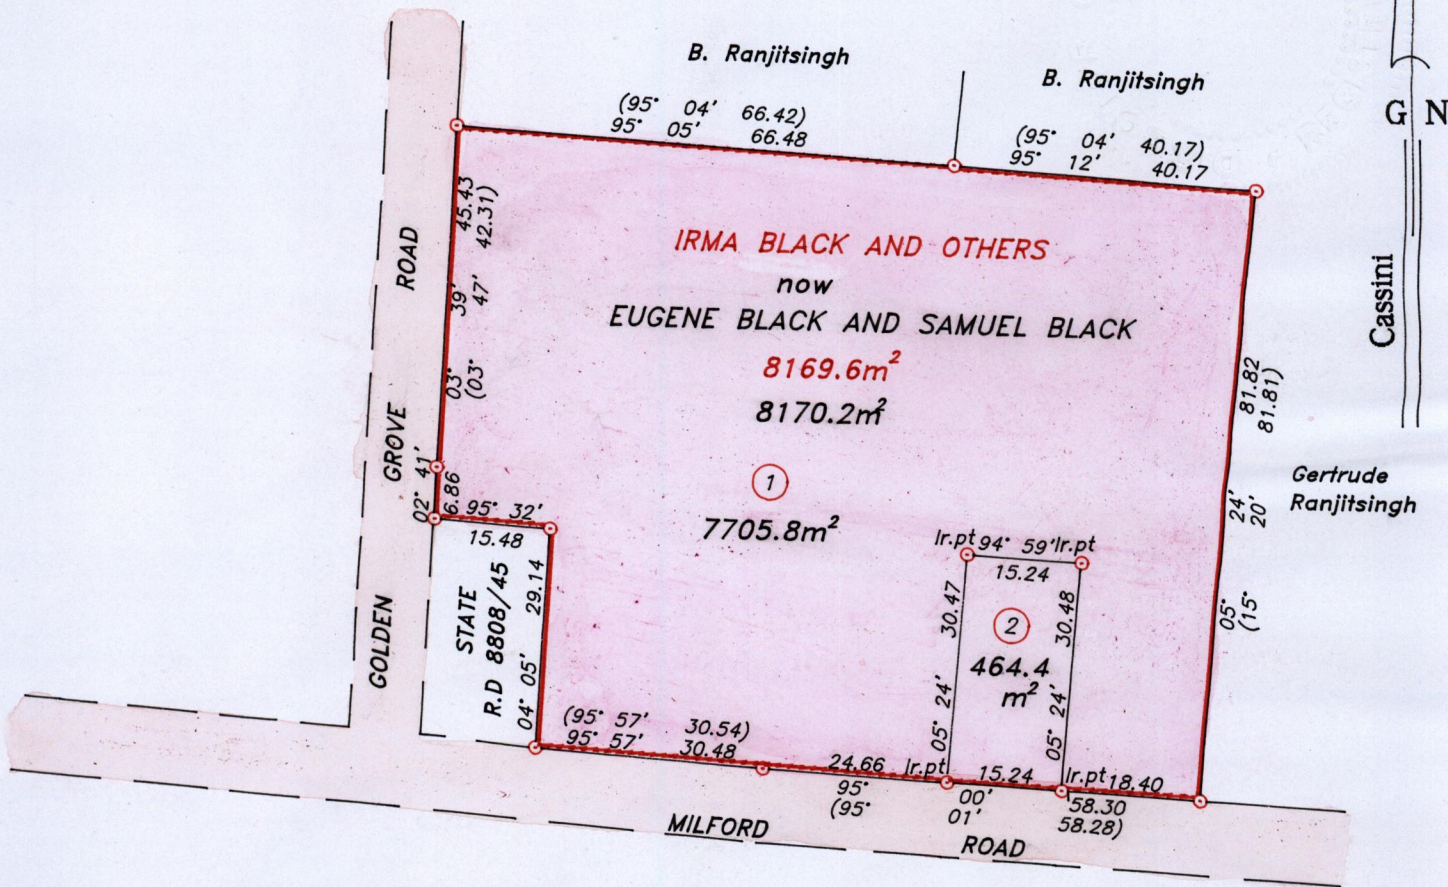 B. Ranjitsingh
B. Ranjitsingh
(95° 04' 66.42)
95° 05' 66.48
(95° 04' 40.17)
95° 12' 40.17
G N
Cassini
IRMA BLACK AND OTHERS
now
EUGENE BLACK AND SAMUEL BLACK
8169.6m²
8170.2m²
1
7705.8m²
03° 39' 45.43
(03° 47' 42.31)
GOLDEN GROVE ROAD
02° 41'
6.86
95° 32'
15.48
STATE
R.D 8808/45
04° 05' 29.14
05° 24' 81.82
(15° 20' 81.81)
Gertrude
Ranjitsingh
Ir.pt 94° 59' Ir.pt
15.24
05° 24' 30.47
2
464.4
m²
05° 24' 30.48
(95° 57' 30.54)
95° 57' 30.48
24.66 Ir.pt 15.24 Ir.pt 18.40
95° 00' 58.30
(95° 01' 58.28)
MILFORD ROAD